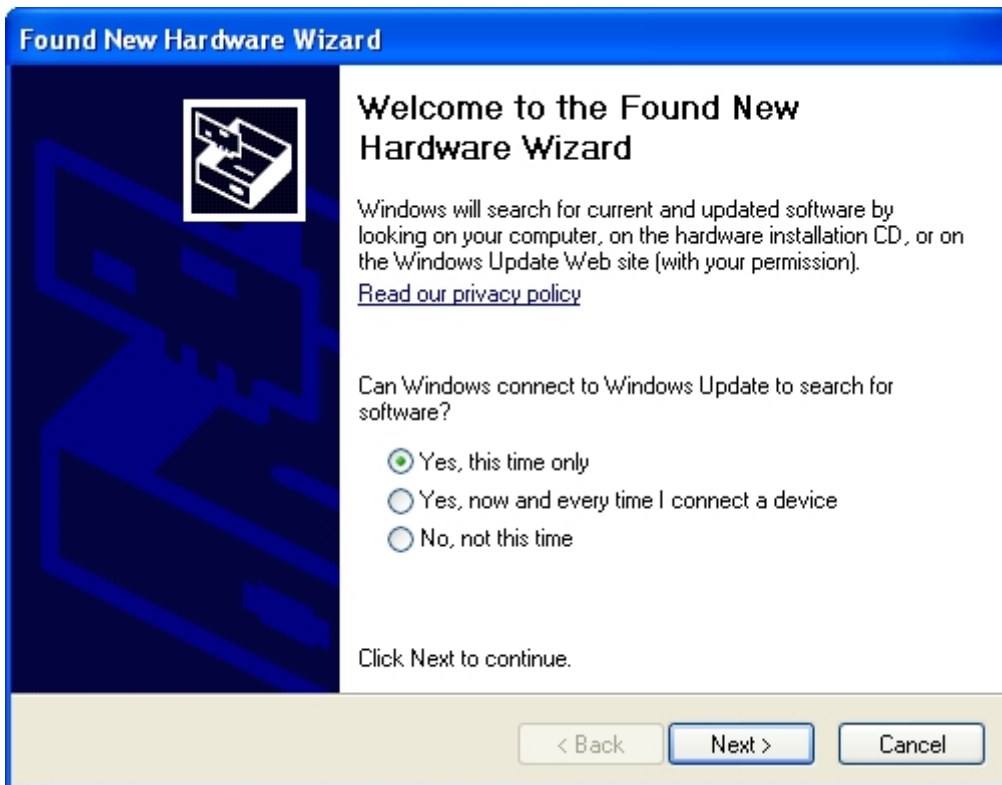 Found New Hardware Wizard
Welcome to the Found New
Hardware Wizard
Windows will search for current and updated software by
looking on your computer, on the hardware installation CD, or on
the Windows Update Web site (with your permission).
Read our privacy policy
Can Windows connect to Windows Update to search for
software?
Yes, this time only
Yes, now and every time I connect a device
No, not this time
Click Next to continue.
< Back Next > Cancel